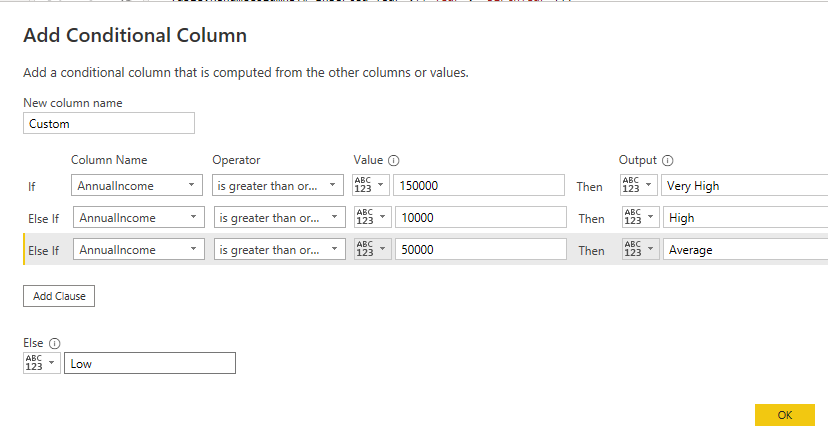 Add Conditional Column
Add a conditional column that is computed from the other columns or values.
New column name
Custom
Column Name Operator Value Output
If AnnualIncome is greater than or... ABC 123 150000 Then ABC 123 Very High
Else If AnnualIncome is greater than or... ABC 123 10000 Then ABC 123 High
Else If AnnualIncome is greater than or... ABC 123 50000 Then ABC 123 Average
Add Clause
Else
ABC 123 Low
OK